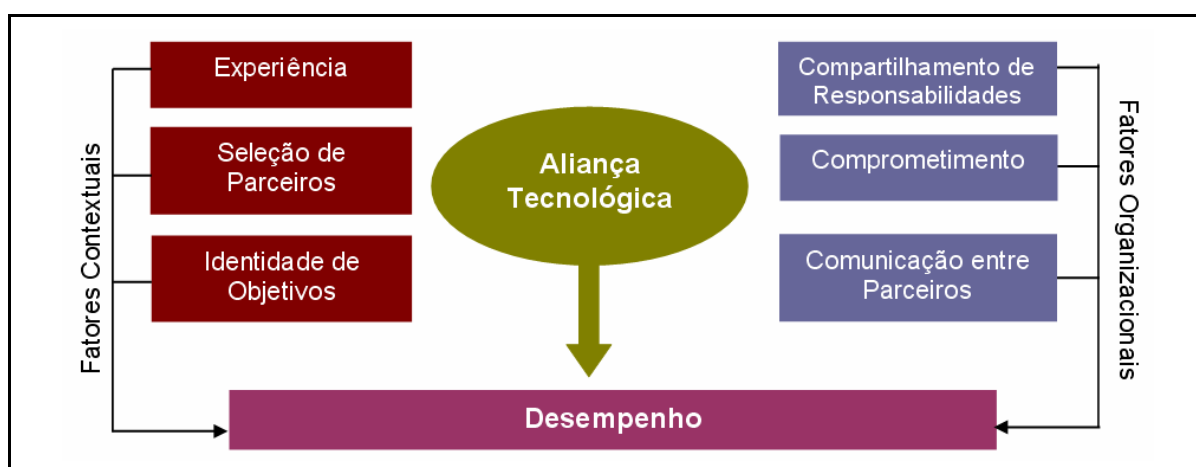 Fatores Contextuais
Experiência
Seleção de
Parceiros
Identidade de
Objetivos
Aliança
Tecnológica
Compartilhamento de
Responsabilidades
Comprometimento
Comunicação entre
Parceiros
Fatores Organizacionais
Desempenho